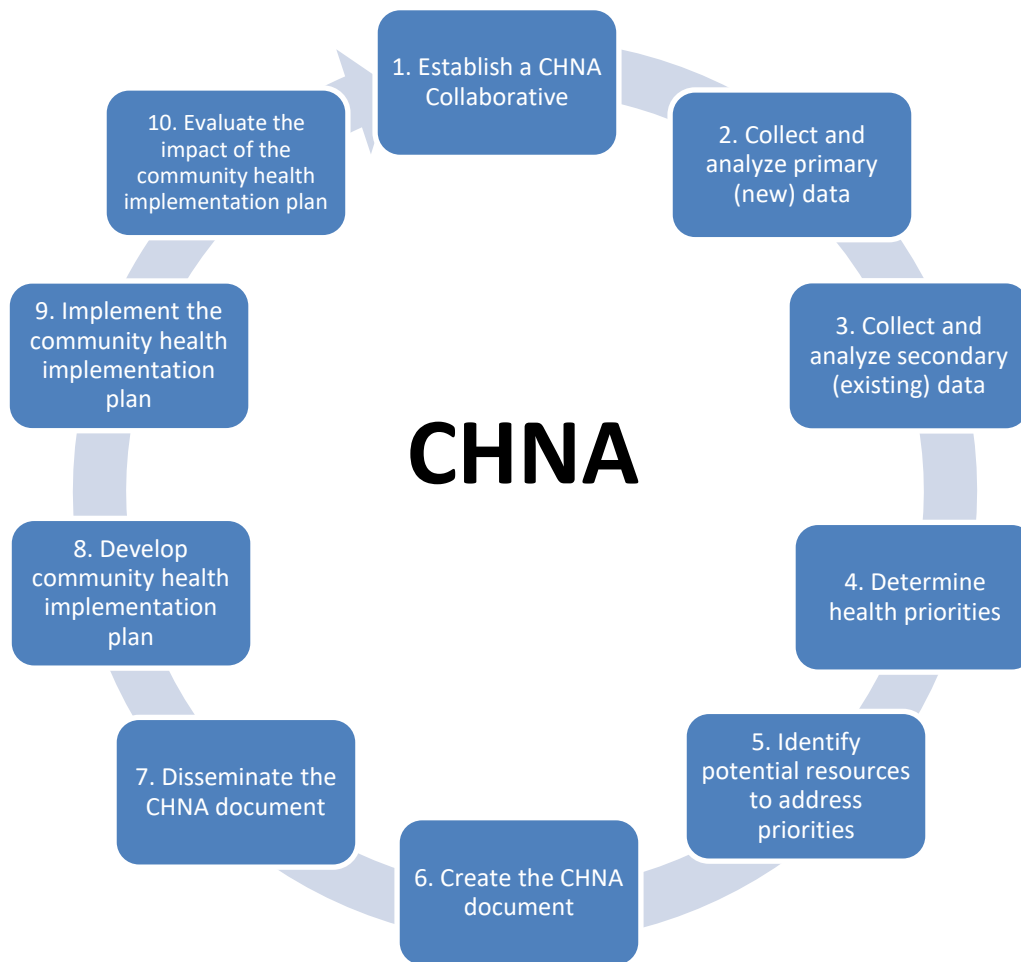 1. Establish a CHNA
Collaborative
2. Collect and
analyze primary
(new) data
3. Collect and
analyze secondary
(existing) data
4. Determine
health priorities
5. Identify
potential resources
to address
priorities
6. Create the CHNA
document
7. Disseminate the
CHNA document
8. Develop
community health
implementation
plan
9. Implement the
community health
implementation
plan
10. Evaluate the
impact of the
community health
implementation plan
CHNA